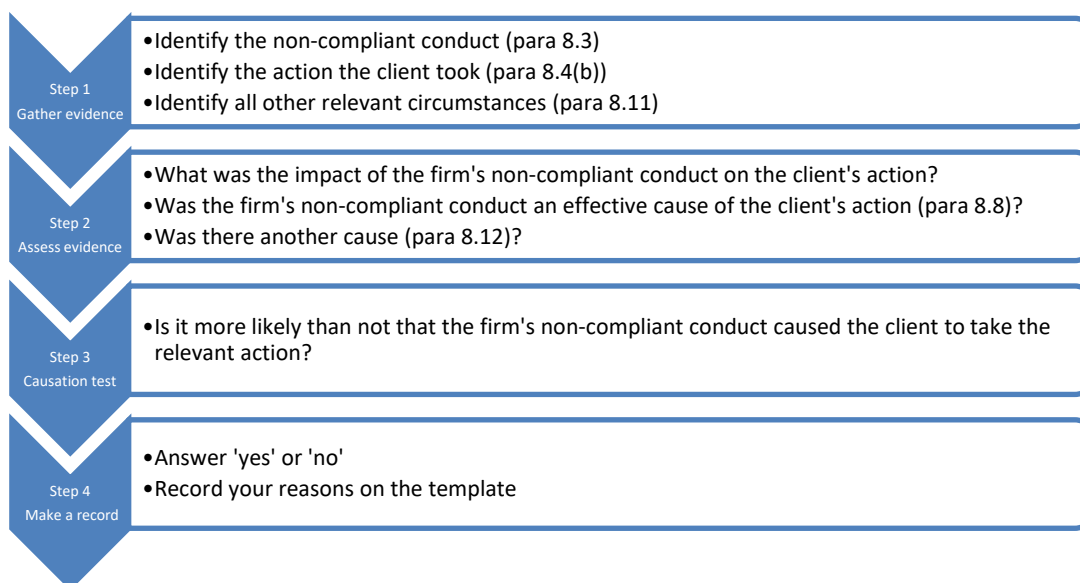 Step 1
Gather evidence
•Identify the non-compliant conduct (para 8.3)
•Identify the action the client took (para 8.4(b))
•Identify all other relevant circumstances (para 8.11)
Step 2
Assess evidence
•What was the impact of the firm's non-compliant conduct on the client's action?
•Was the firm's non-compliant conduct an effective cause of the client's action (para 8.8)?
•Was there another cause (para 8.12)?
Step 3
Causation test
•Is it more likely than not that the firm's non-compliant conduct caused the client to take the
relevant action?
Step 4
Make a record
•Answer 'yes' or 'no'
•Record your reasons on the template